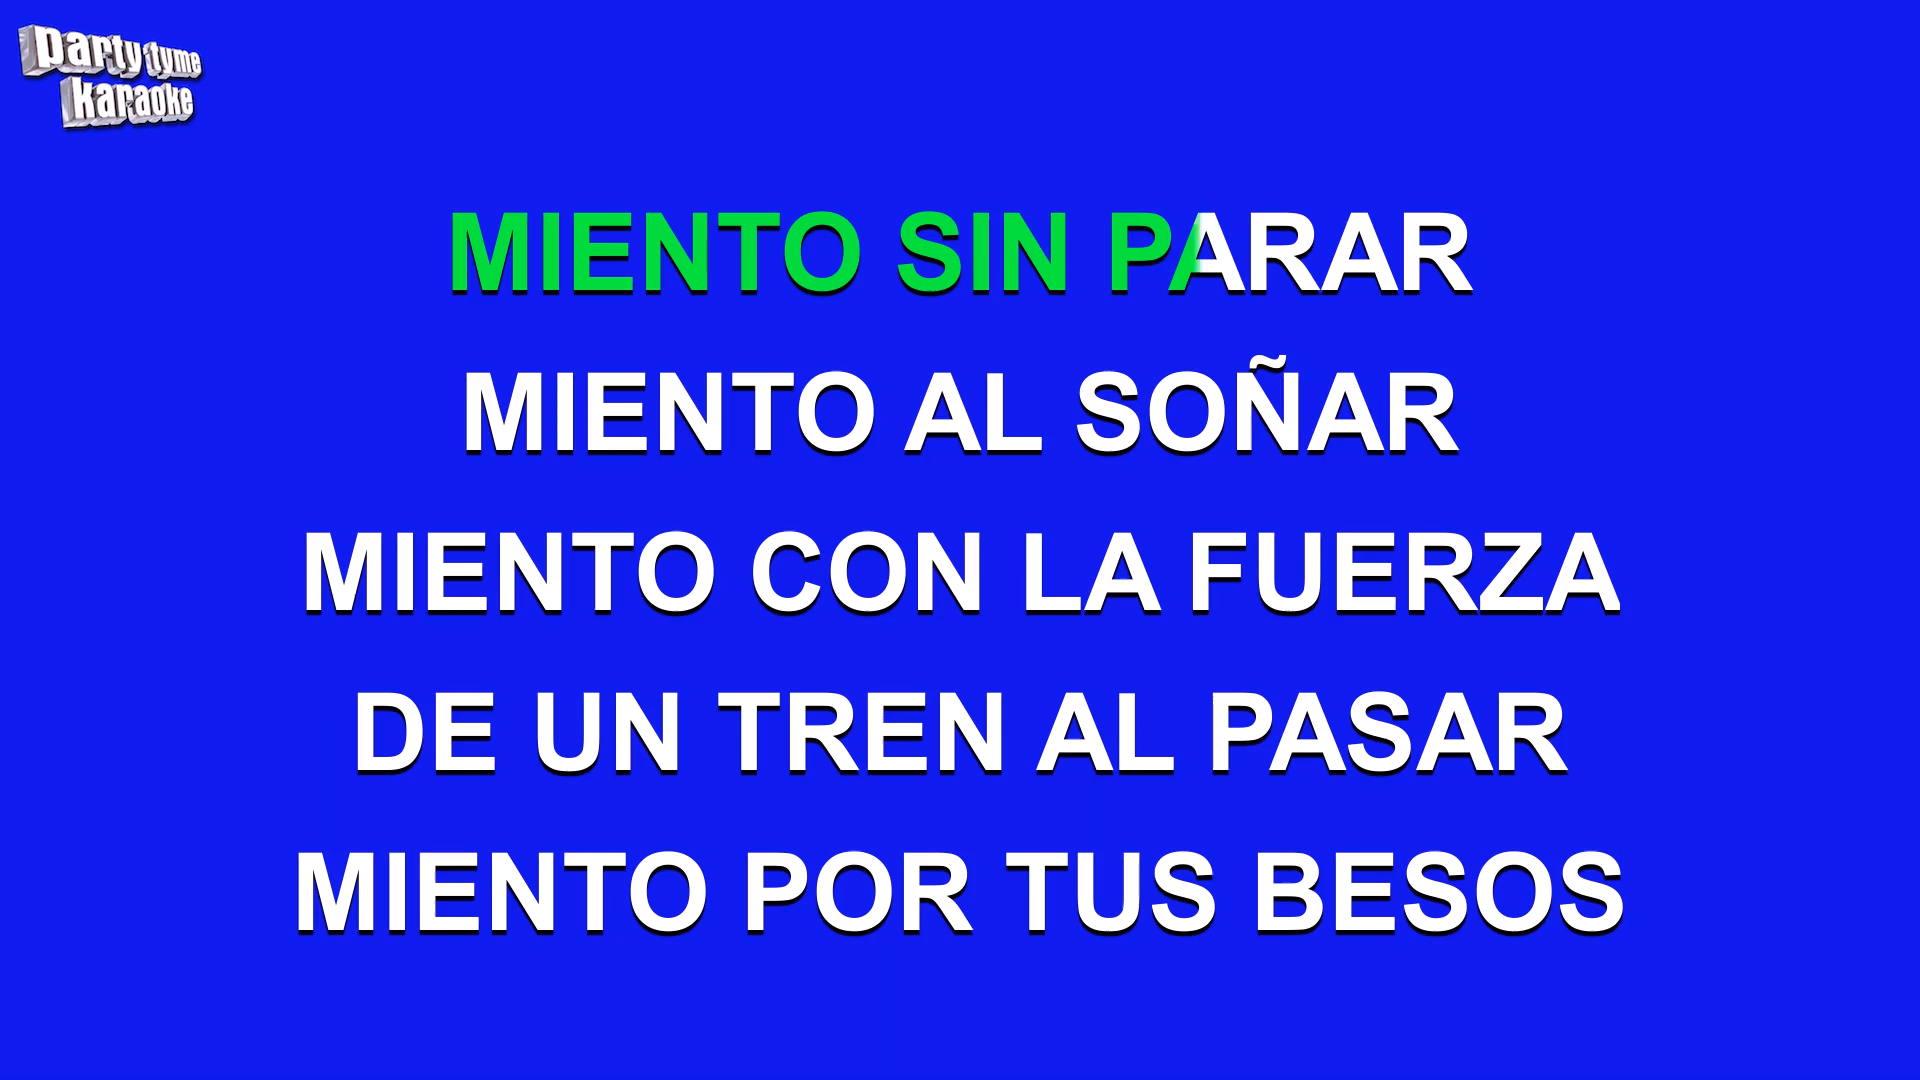 party tyme
karaoke
MIENTO SIN PARAR
MIENTO AL SOÑAR
MIENTO CON LA FUERZA
DE UN TREN AL PASAR
MIENTO POR TUS BESOS